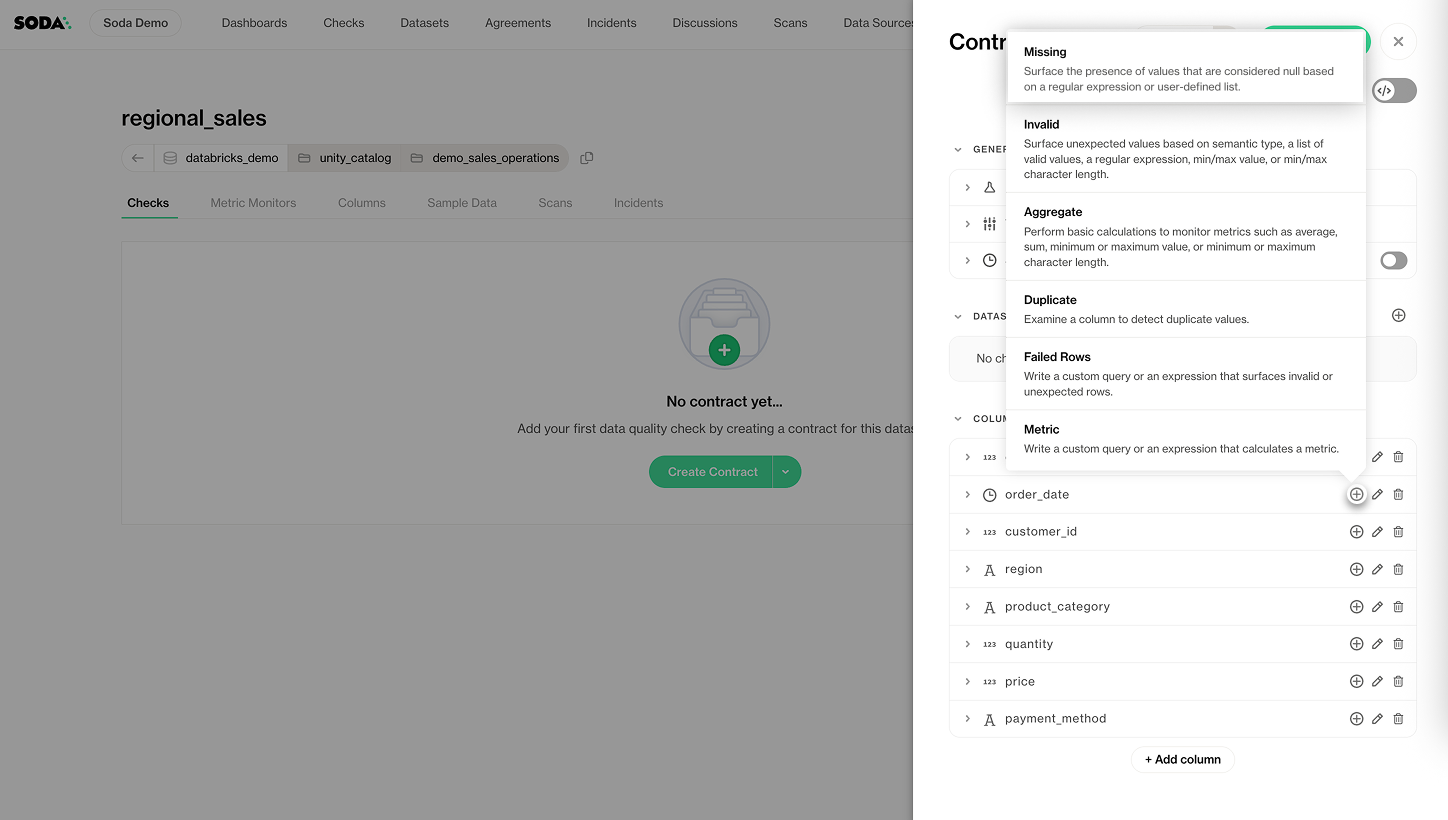 SODA
Soda Demo
Dashboards
Checks
Datasets
Agreements
Incidents
Discussions
Scans
Data Sources
regional_sales
databricks_demo
unity_catalog
demo_sales_operations
Checks
Metric Monitors
Columns
Sample Data
Scans
Incidents
No contract yet...
Add your first data quality check by creating a contract for this datas
Create Contract
Contr
</>
GENER
DATAS
No ch
COLUM
Missing
Surface the presence of values that are considered null based
on a regular expression or user-defined list.
Invalid
Surface unexpected values based on semantic type, a list of
valid values, a regular expression, min/max value, or min/max
character length.
Aggregate
Perform basic calculations to monitor metrics such as average,
sum, minimum or maximum value, or minimum or maximum
character length.
Duplicate
Examine a column to detect duplicate values.
Failed Rows
Write a custom query or an expression that surfaces invalid or
unexpected rows.
Metric
Write a custom query or an expression that calculates a metric.
123
order_date
123 customer_id
A region
A product_category
123 quantity
123 price
A payment_method
+ Add column